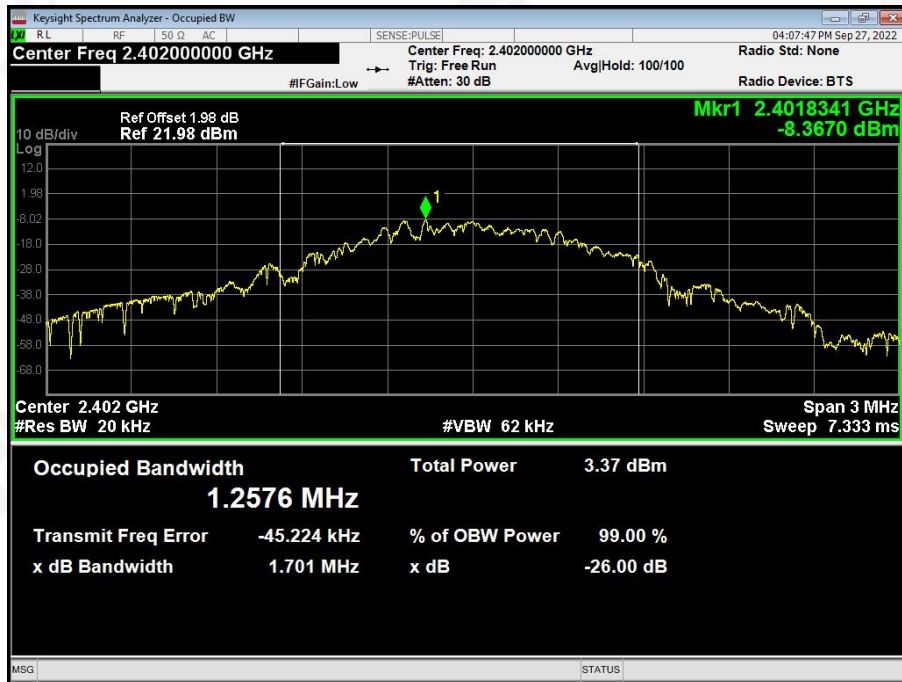 Keysight Spectrum Analyzer - Occupied BW
LXI RL RF 50 Ω AC SENSE:PULSE 04:07:47 PM Sep 27, 2022
Center Freq 2.402000000 GHz Center Freq: 2.402000000 GHz Radio Std: None
Trig: Free Run Avg|Hold: 100/100
#IFGain:Low #Atten: 30 dB Radio Device: BTS
Mkr1 2.4018341 GHz
-8.3670 dBm
Ref Offset 1.98 dB
10 dB/div Ref 21.98 dBm
Log
12.0
1
1.98
-8.02
-18.0
-28.0
-38.0
-48.0
-58.0
-68.0
Center 2.402 GHz Span 3 MHz
#Res BW 20 kHz #VBW 62 kHz Sweep 7.333 ms
Occupied Bandwidth Total Power 3.37 dBm
1.2576 MHz
Transmit Freq Error -45.224 kHz % of OBW Power 99.00 %
x dB Bandwidth 1.701 MHz x dB -26.00 dB
MSG STATUS